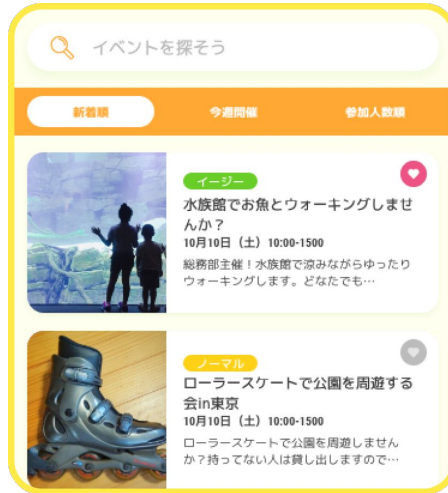 イベントを探そう
新着順
今週開催
参加人数順
イージー
水族館でお魚とウォーキングしませ
んか？
10月10日（土）10:00-1500
総務部主催！水族館で涼みながらゆったり
ウォーキングします。どなたでも…
ノーマル
ローラースケートで公園を周遊する
会in東京
10月10日（土）10:00-1500
ローラースケートで公園を周遊しません
か？持ってない人は貸し出しますので…